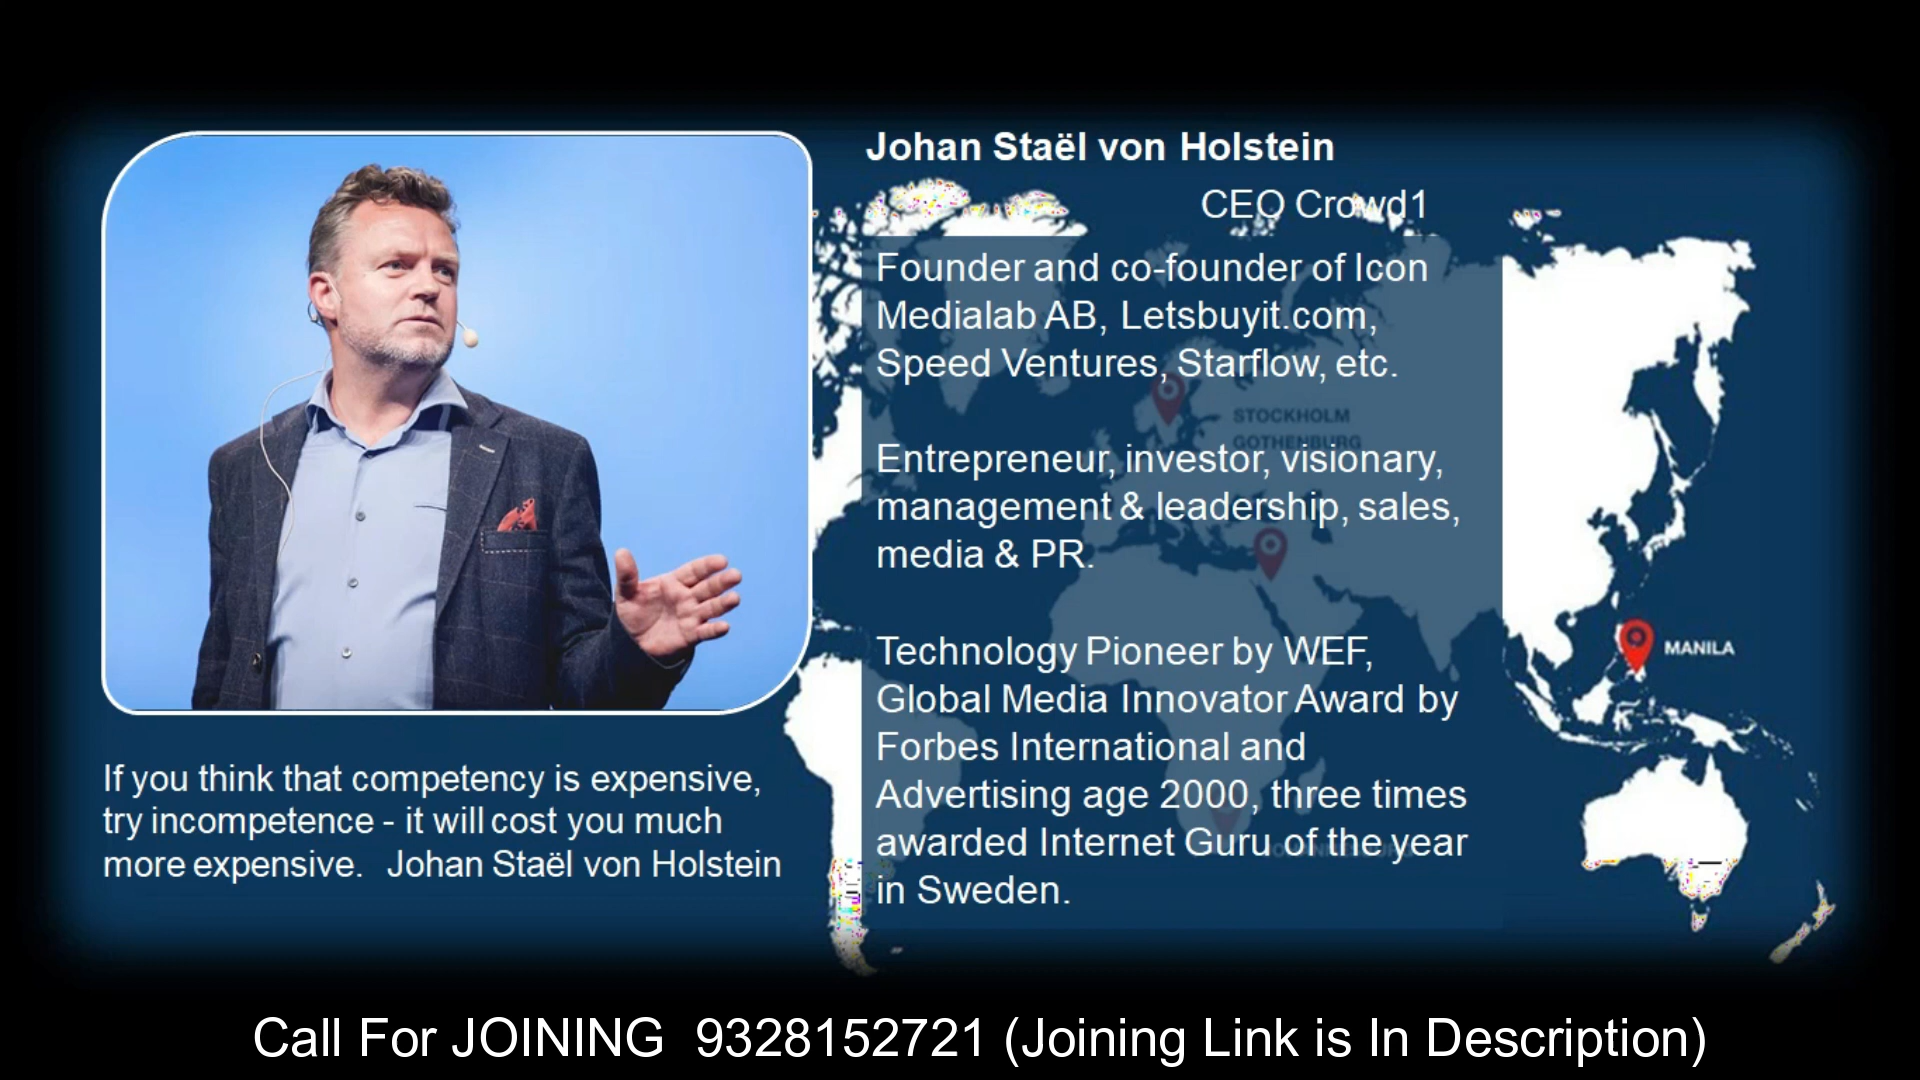 Johan Staël von Holstein
CEO Crowd1
Founder and co-founder of Icon
Medialab AB, Letsbuyit.com,
Speed Ventures, Starflow, etc.
STOCKHOLM
GOTHENBURG
Entrepreneur, investor, visionary,
management & leadership, sales,
media & PR.
Technology Pioneer by WEF,
Global Media Innovator Award by
Forbes International and
Advertising age 2000, three times
awarded Internet Guru of the year
in Sweden.
MANILA
If you think that competency is expensive,
try incompetence - it will cost you much
more expensive. Johan Staël von Holstein
Call For JOINING 9328152721 (Joining Link is In Description)